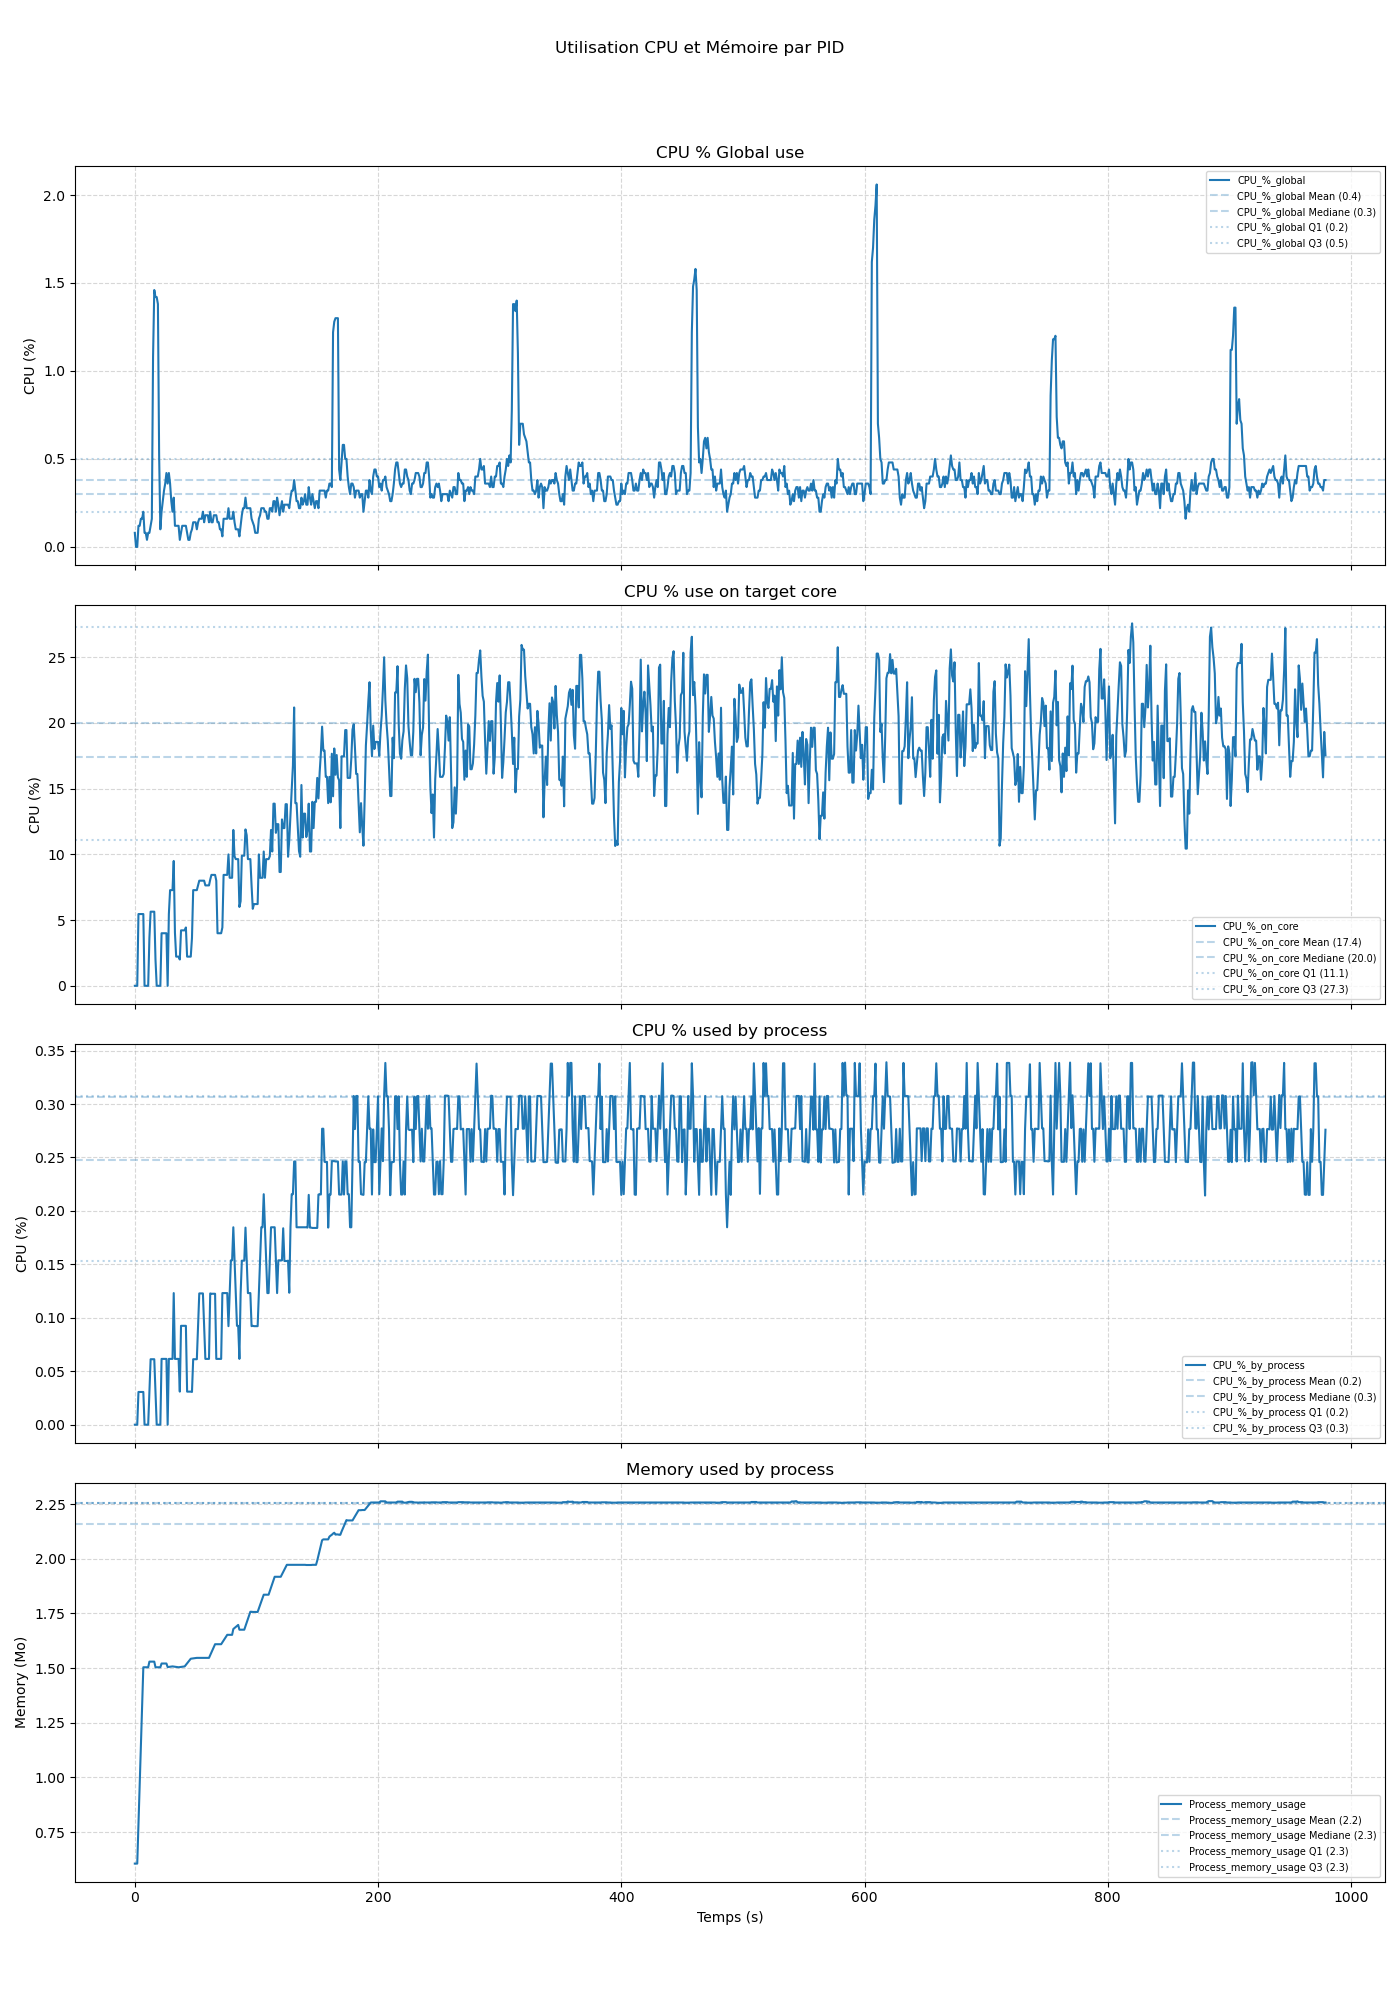 Utilisation CPU et Mémoire par PID
CPU % Global use
2.0
1.5
1.0
0.5
0.0
CPU (%)
CPU_%_global
CPU_%_global Mean (0.4)
CPU_%_global Mediane (0.3)
CPU_%_global Q1 (0.2)
CPU_%_global Q3 (0.5)
CPU % use on target core
25
20
15
10
5
0
CPU (%)
CPU_%_on_core
CPU_%_on_core Mean (17.4)
CPU_%_on_core Mediane (20.0)
CPU_%_on_core Q1 (11.1)
CPU_%_on_core Q3 (27.3)
CPU % used by process
0.35
0.30
0.25
0.20
0.15
0.10
0.05
0.00
CPU (%)
CPU_%_by_process
CPU_%_by_process Mean (0.2)
CPU_%_by_process Mediane (0.3)
CPU_%_by_process Q1 (0.2)
CPU_%_by_process Q3 (0.3)
Memory used by process
2.25
2.00
1.75
1.50
1.25
1.00
0.75
Memory (Mo)
Process_memory_usage
Process_memory_usage Mean (2.2)
Process_memory_usage Mediane (2.3)
Process_memory_usage Q1 (2.3)
Process_memory_usage Q3 (2.3)
0 200 400 600 800 1000
Temps (s)